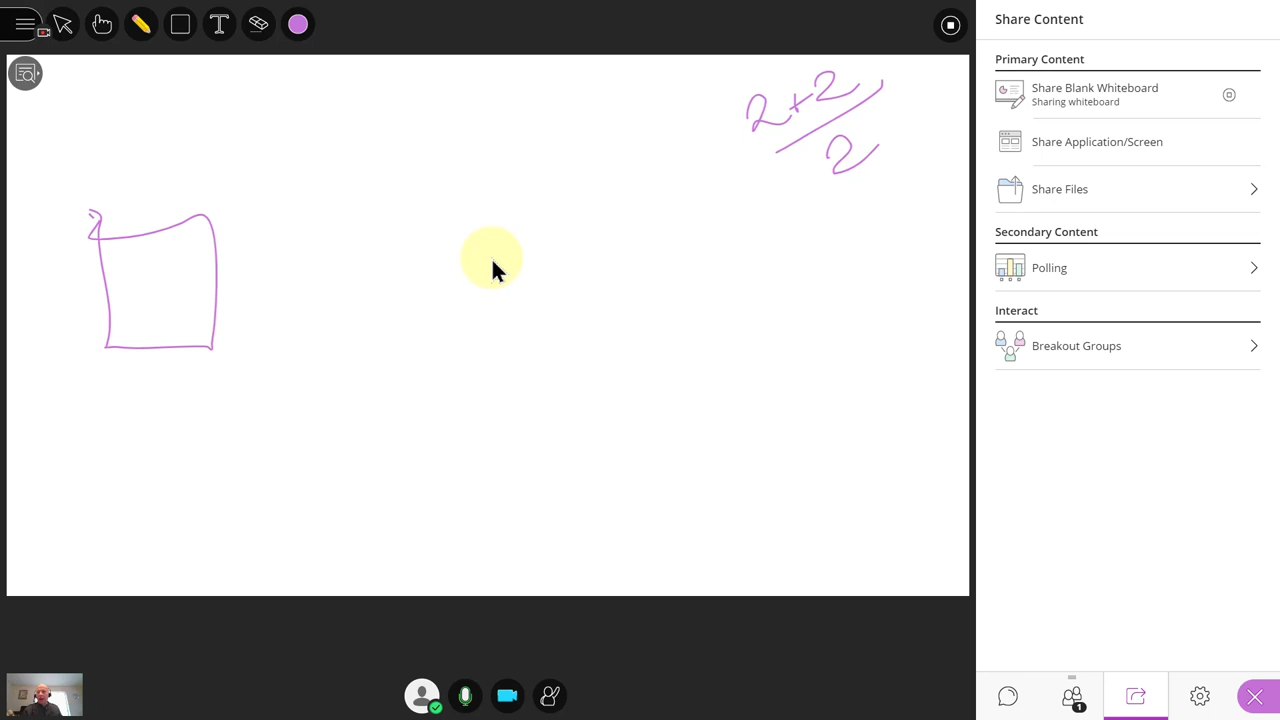 2+2
2
Share Content
Primary Content
Share Blank Whiteboard
Sharing whiteboard
Share Application/Screen
Share Files
Secondary Content
Polling
Interact
Breakout Groups
T
1